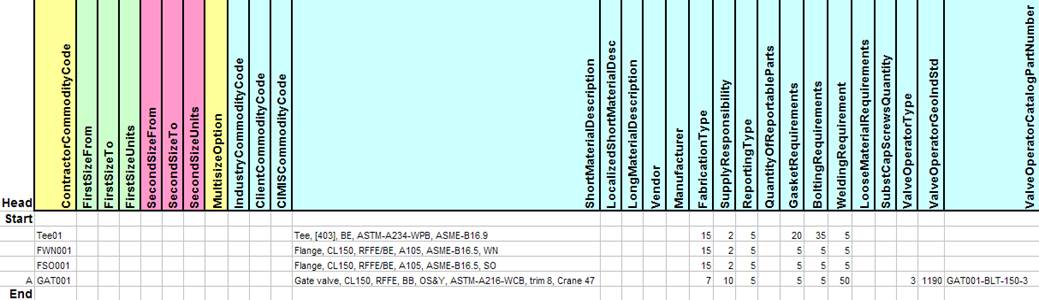 Head ContractorCommodityCode FirstSizeFrom FirstSizeTo FirstSizeUnits SecondSizeFrom SecondSizeTo SecondSizeUnits MultisizeOption IndustryCommodityCode ClientCommodityCode CIMISCommodityCode ShortMaterialDescription LocalizedShortMaterialDesc LongMaterialDescription Vendor Manufacturer FabricationType SupplyResponsibility ReportingType QuantityOfReportableParts GasketRequirements BoltingRequirements WeldingRequirement LooseMaterialRequirements SubstCapScrewsQuantity ValveOperatorType ValveOperatorGeoIndStd ValveOperatorCatalogPartNumber
Start
Tee01 Tee, [403], BE, ASTM-A234-WPB, ASME-B16.9 15 2 5 20 35 5
FWN001 Flange, CL150, RFFE/BE, A105, ASME-B16.5, WN 15 2 5 5 5 5
FSO001 Flange, CL150, RFFE/BE, A105, ASME-B16.5, SO 15 2 5 5 5 5
A GAT001 Gate valve, CL150, RFFE, BB, OS&Y, ASTM-A216-WCB, trim 8, Crane 47 7 10 5 5 5 50 3 1190 GAT001-BLT-150-3
End